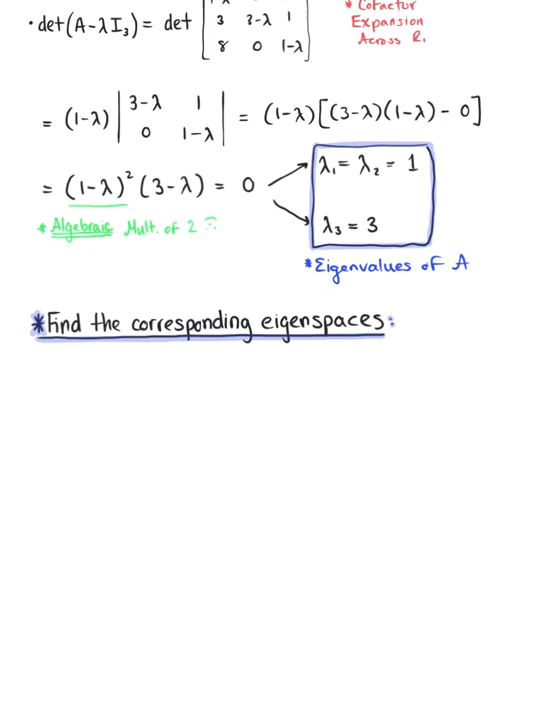 * Cofactor
Expansion
Across R₁
• det(A-λI₃) = det
3 3-λ 1
8 0 1-λ
= (1-λ) | 3-λ 1 | = (1-λ)[(3-λ)(1-λ) - 0]
0 1-λ
= (1-λ)² (3-λ) = 0
λ₁ = λ₂ = 1
λ₃ = 3
* Algebraic Mult. of 2
* Eigenvalues of A
* Find the corresponding eigenspaces: